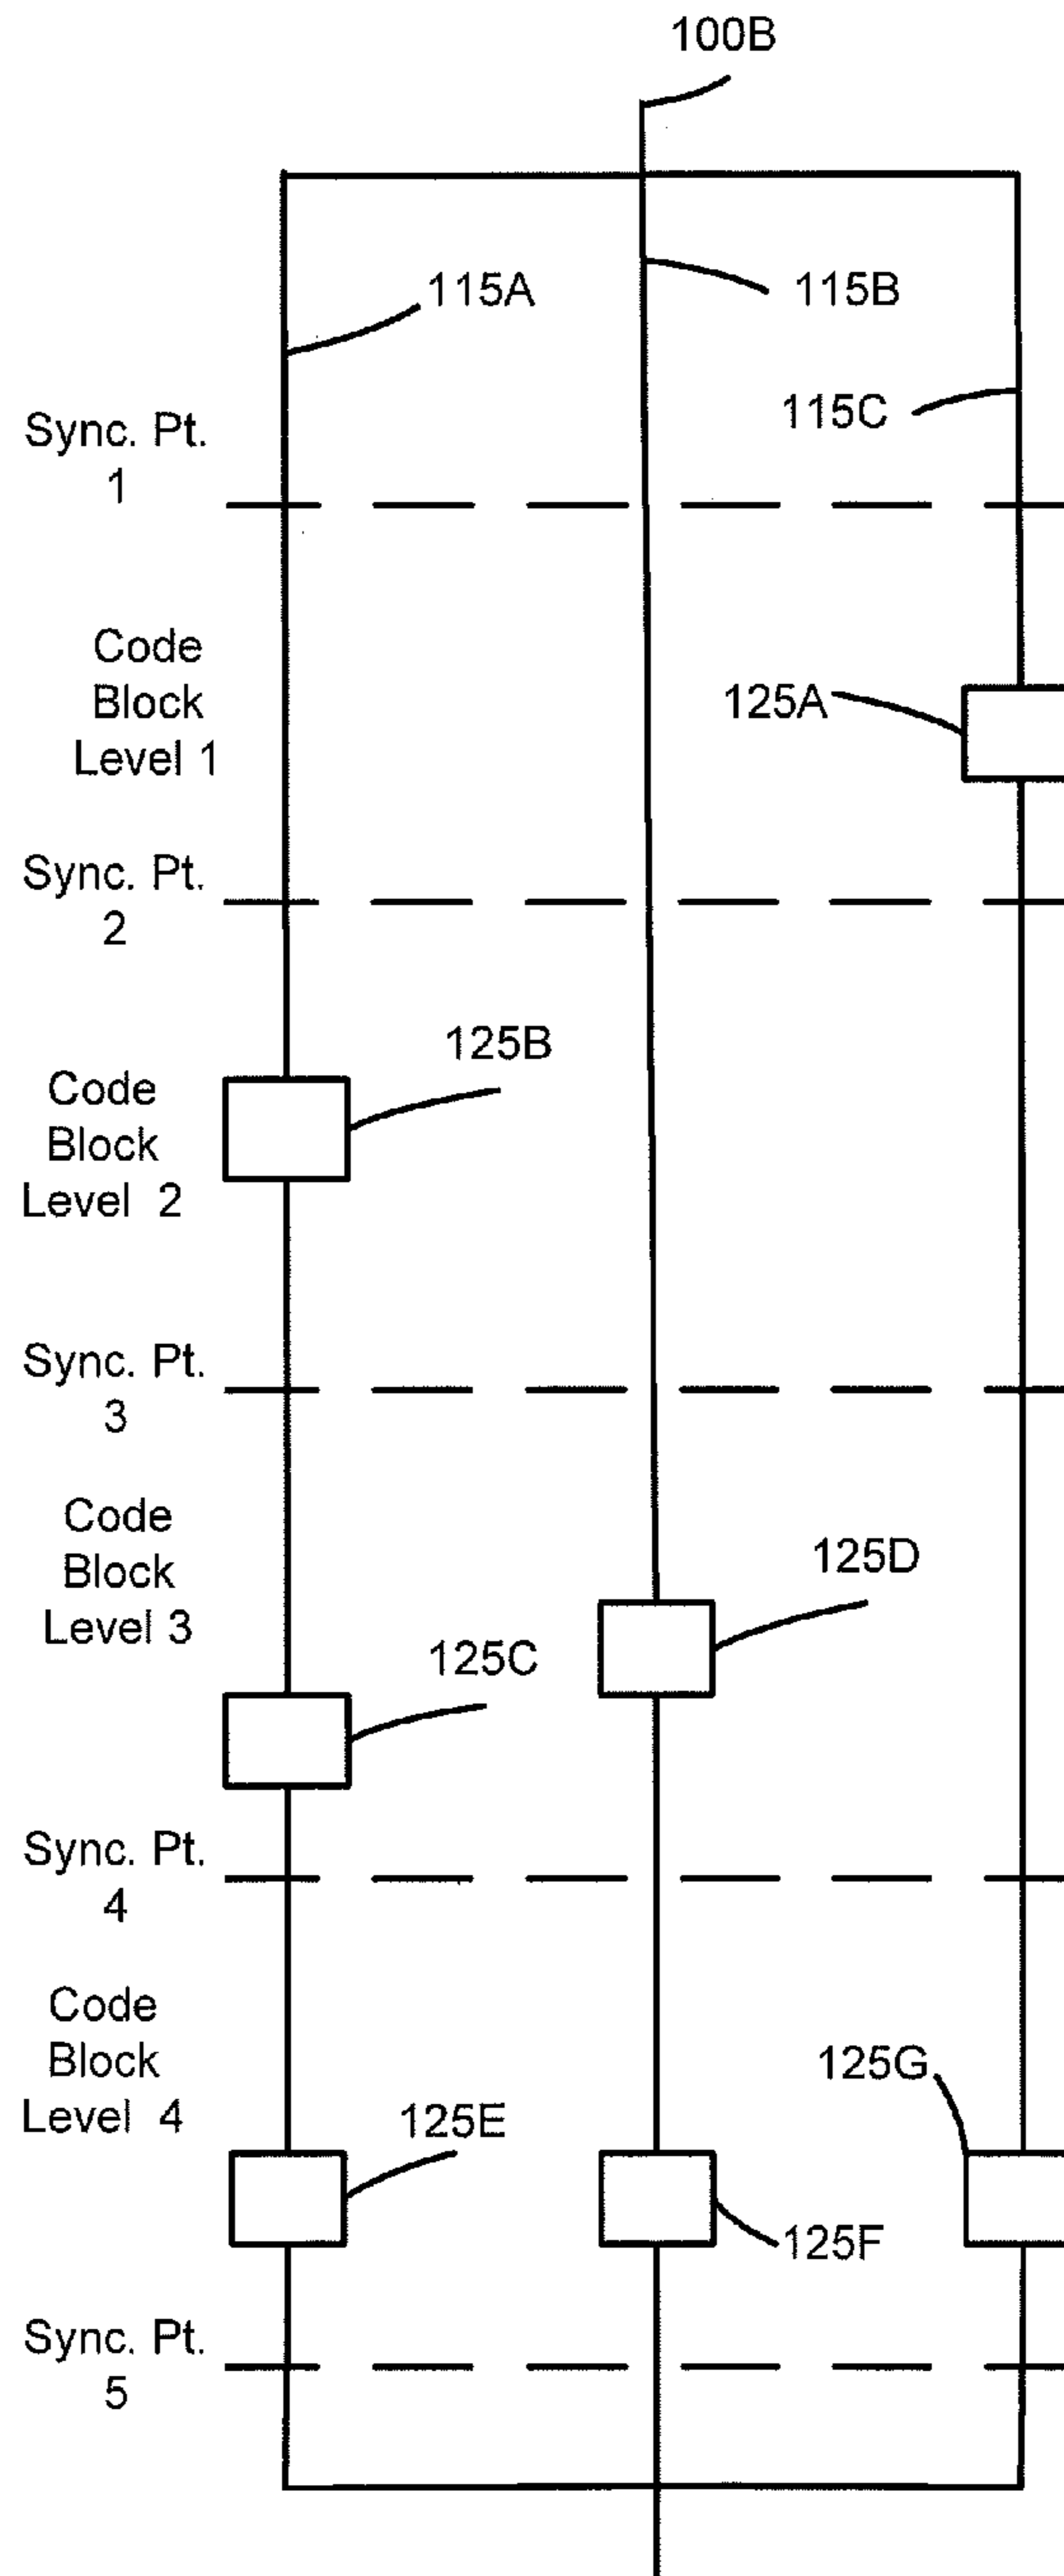 100B
115A
115B
115C
Sync. Pt.
1
Code
Block
Level 1
125A
Sync. Pt.
2
125B
Code
Block
Level 2
Sync. Pt.
3
Code
Block
Level 3
125D
125C
Sync. Pt.
4
Code
Block
Level 4
125G
125E
125F
Sync. Pt.
5